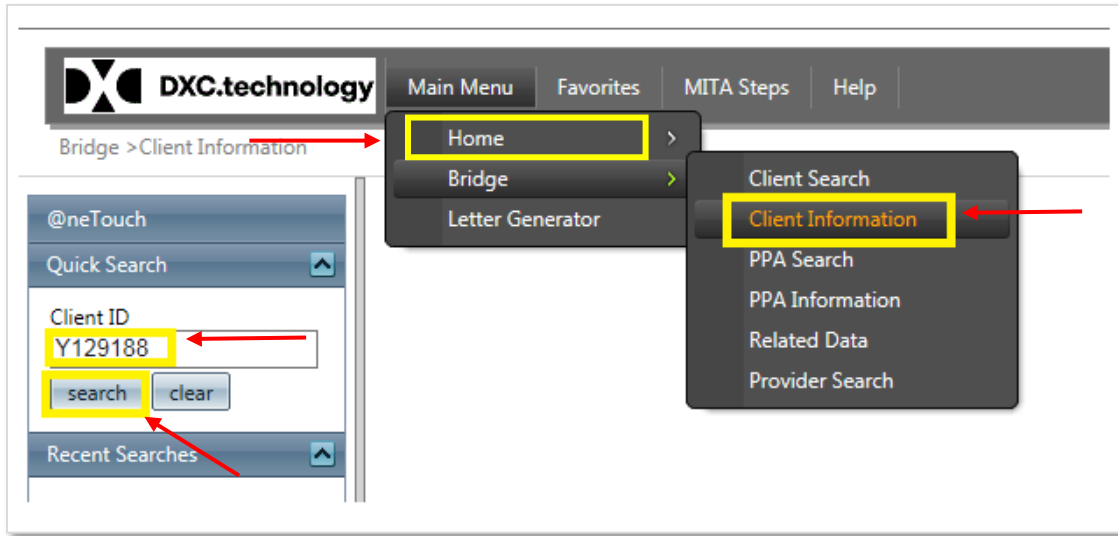 DXC.technology
Main Menu Favorites MITA Steps Help
Bridge >Client Information
Home >
Bridge >
Letter Generator
Client Search
Client Information
PPA Search
PPA Information
Related Data
Provider Search
@neTouch
Quick Search
Client ID
Y129188
search clear
Recent Searches